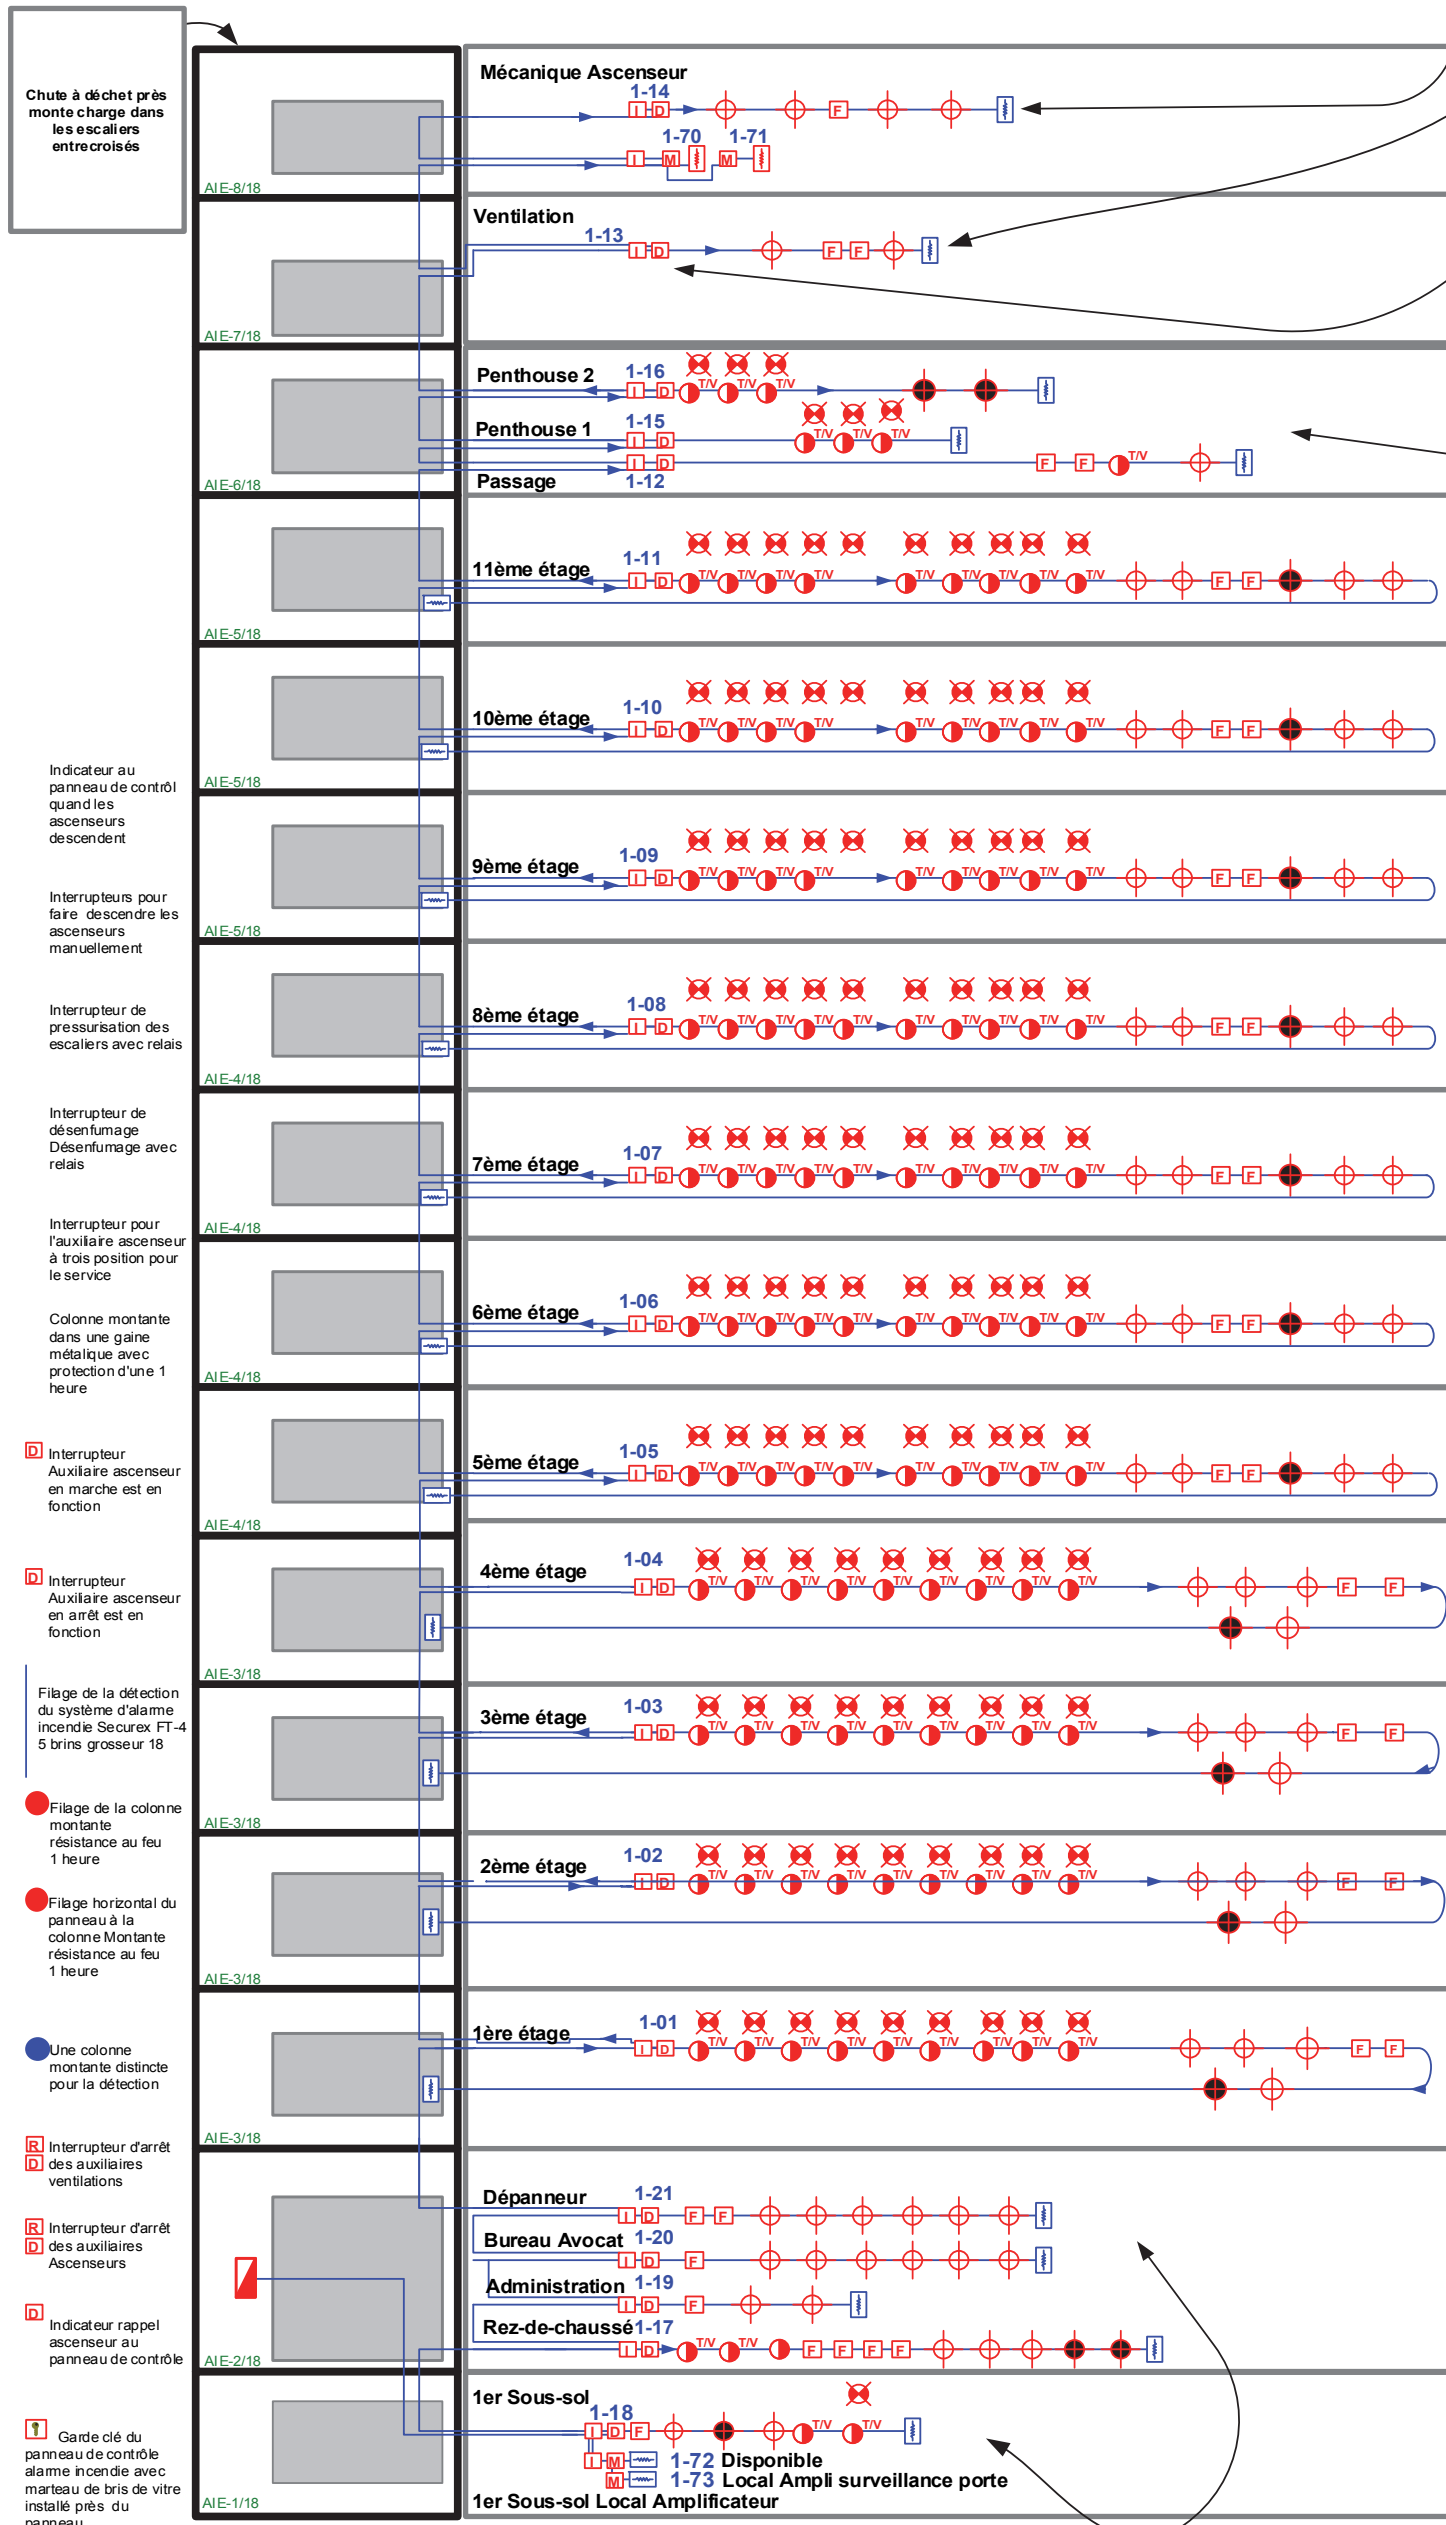 Chute à déchet près
monte charge dans
les escaliers
entrecroisés
Mécanique Ascenseur
1-14
I D F
1-70 1-71
I M M
AIE-8/18
Ventilation
1-13
I D F F
AIE-7/18
Penthouse 2 1-16
I D T/V T/V T/V
Penthouse 1 1-15
I D T/V T/V T/V
I D F F T/V
Passage 1-12
AIE-6/18
11ème étage 1-11
I D T/V T/V T/V T/V T/V T/V T/V T/V T/V F F
AIE-5/18
10ème étage 1-10
I D T/V T/V T/V T/V T/V T/V T/V T/V T/V F F
AIE-5/18
9ème étage 1-09
I D T/V T/V T/V T/V T/V T/V T/V T/V T/V F F
AIE-5/18
8ème étage 1-08
I D T/V T/V T/V T/V T/V T/V T/V T/V T/V T/V F F
AIE-4/18
7ème étage 1-07
I D T/V T/V T/V T/V T/V T/V T/V T/V T/V T/V F F
AIE-4/18
6ème étage 1-06
I D T/V T/V T/V T/V T/V T/V T/V T/V T/V T/V F F
AIE-4/18
5ème étage 1-05
I D T/V T/V T/V T/V T/V T/V T/V T/V T/V T/V F F
AIE-4/18
4ème étage 1-04
I D T/V T/V T/V T/V T/V T/V T/V T/V T/V F F
AIE-3/18
3ème étage 1-03
I D T/V T/V T/V T/V T/V T/V T/V T/V T/V F F
AIE-3/18
2ème étage 1-02
I D T/V T/V T/V T/V T/V T/V T/V T/V T/V F F
AIE-3/18
1ère étage 1-01
I D T/V T/V T/V T/V T/V T/V T/V T/V T/V F F
AIE-3/18
Dépanneur 1-21
I D F F
Bureau Avocat 1-20
I D F
Administration 1-19
I D F
Rez-de-chaussé 1-17
I D T/V T/V F F F F
AIE-2/18
1er Sous-sol
1-18
I D F T/V T/V
I M 1-72 Disponible
M 1-73 Local Ampli surveillance porte
1er Sous-sol Local Amplificateur
AIE-1/18
Indicateur au
panneau de contrôl
quand les
ascenseurs
descendent
Interrupteurs pour
faire descendre les
ascenseurs
manuellement
Interrupteur de
pressurisation des
escaliers avec relais
Interrupteur de
désenfumage
Désenfumage avec
relais
Interrupteur pour
l'auxiliaire ascenseur
à trois position pour
le service
Colonne montante
dans une gaine
métalique avec
protection d'une 1
heure
D Interrupteur
Auxiliaire ascenseur
en marche est en
fonction
D Interrupteur
Auxiliaire ascenseur
en arrêt est en
fonction
Filage de la détection
du système d'alarme
incendie Securex FT-4
5 brins grosseur 18
Filage de la colonne
montante
résistance au feu
1 heure
Filage horizontal du
panneau à la
colonne Montante
résistance au feu
1 heure
Une colonne
montante distincte
pour la détection
R Interrupteur d'arrêt
D des auxiliaires
ventilations
R Interrupteur d'arrêt
D des auxiliaires
Ascenseurs
D
Indicateur rappel
ascenseur au
panneau de contrôle
Garde clé du
panneau de contrôle
alarme incendie avec
marteau de bris de vitre
installé près du
panneau